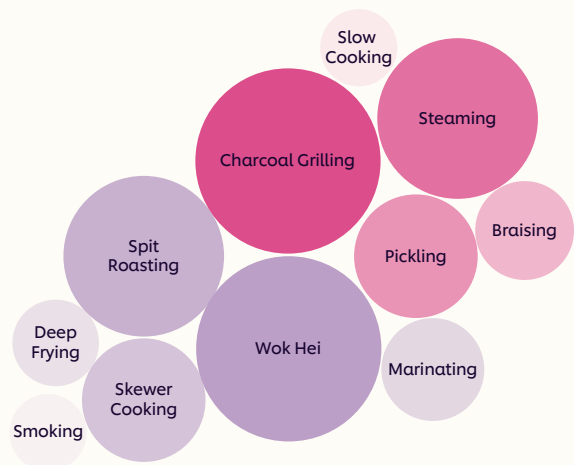 Slow
Cooking
Steaming
Charcoal Grilling
Braising
Spit
Roasting
Pickling
Deep
Frying
Wok Hei
Marinating
Skewer
Cooking
Smoking